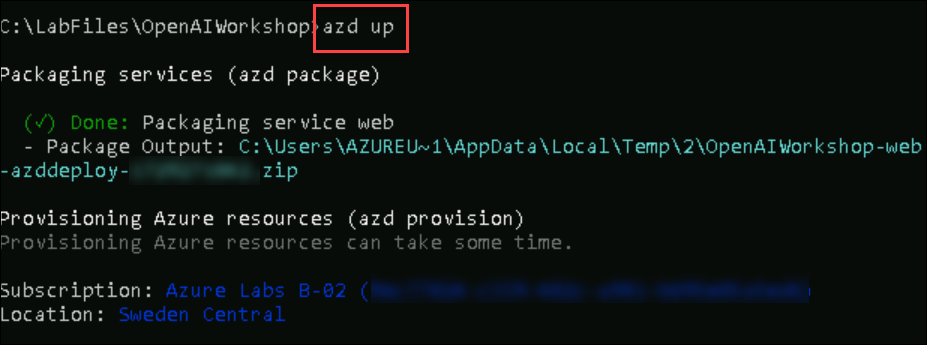 C:\LabFiles\OpenAIWorkshop>azd up
Packaging services (azd package)
(✓) Done: Packaging service web
- Package Output: C:\Users\AZUREU~1\AppData\Local\Temp\2\OpenAIWorkshop-web
-azddeploy- .zip
Provisioning Azure resources (azd provision)
Provisioning Azure resources can take some time.
Subscription: Azure Labs B-02 (
Location: Sweden Central